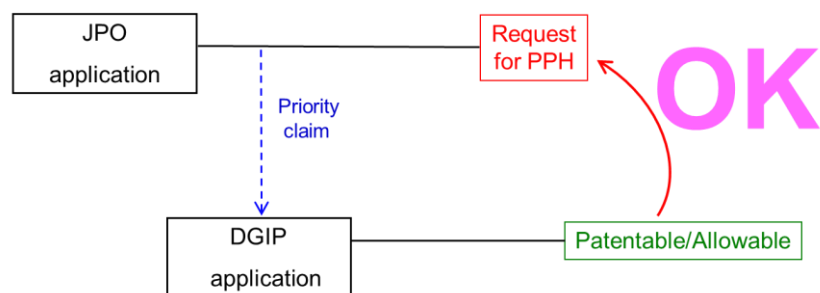 JPO
application
Request
for PPH
OK
Priority
claim
DGIP
application
Patentable/Allowable